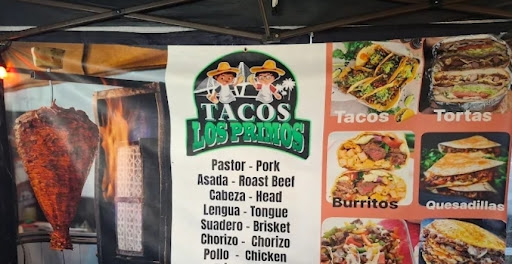 TACOS
LOS PRIMOS
Pastor - Pork
Asada - Roast Beef
Cabeza - Head
Lengua - Tongue
Suadero - Brisket
Chorizo - Chorizo
Pollo - Chicken
Tacos
Tortas
Burritos
Quesadillas